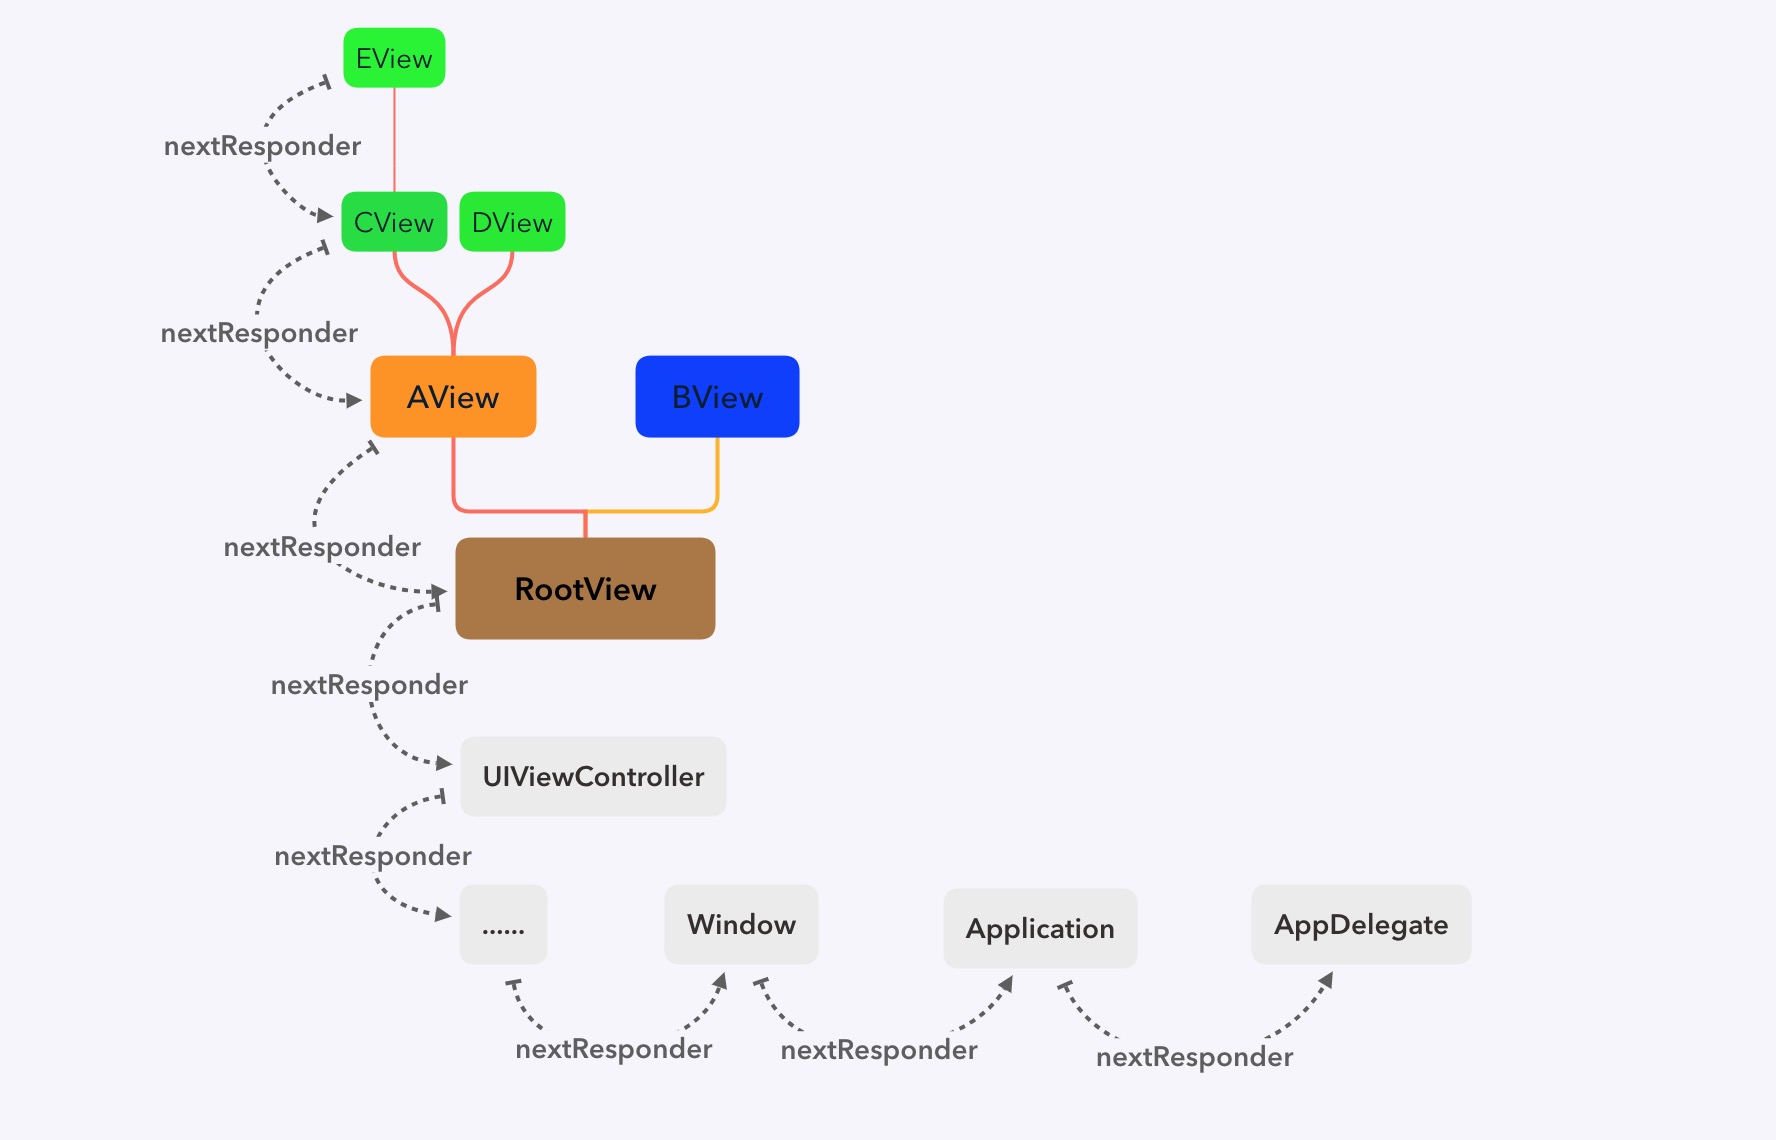 EView
nextResponder
CView
DView
nextResponder
AView
BView
nextResponder
RootView
nextResponder
UIViewController
nextResponder
......
Window
Application
AppDelegate
nextResponder
nextResponder
nextResponder